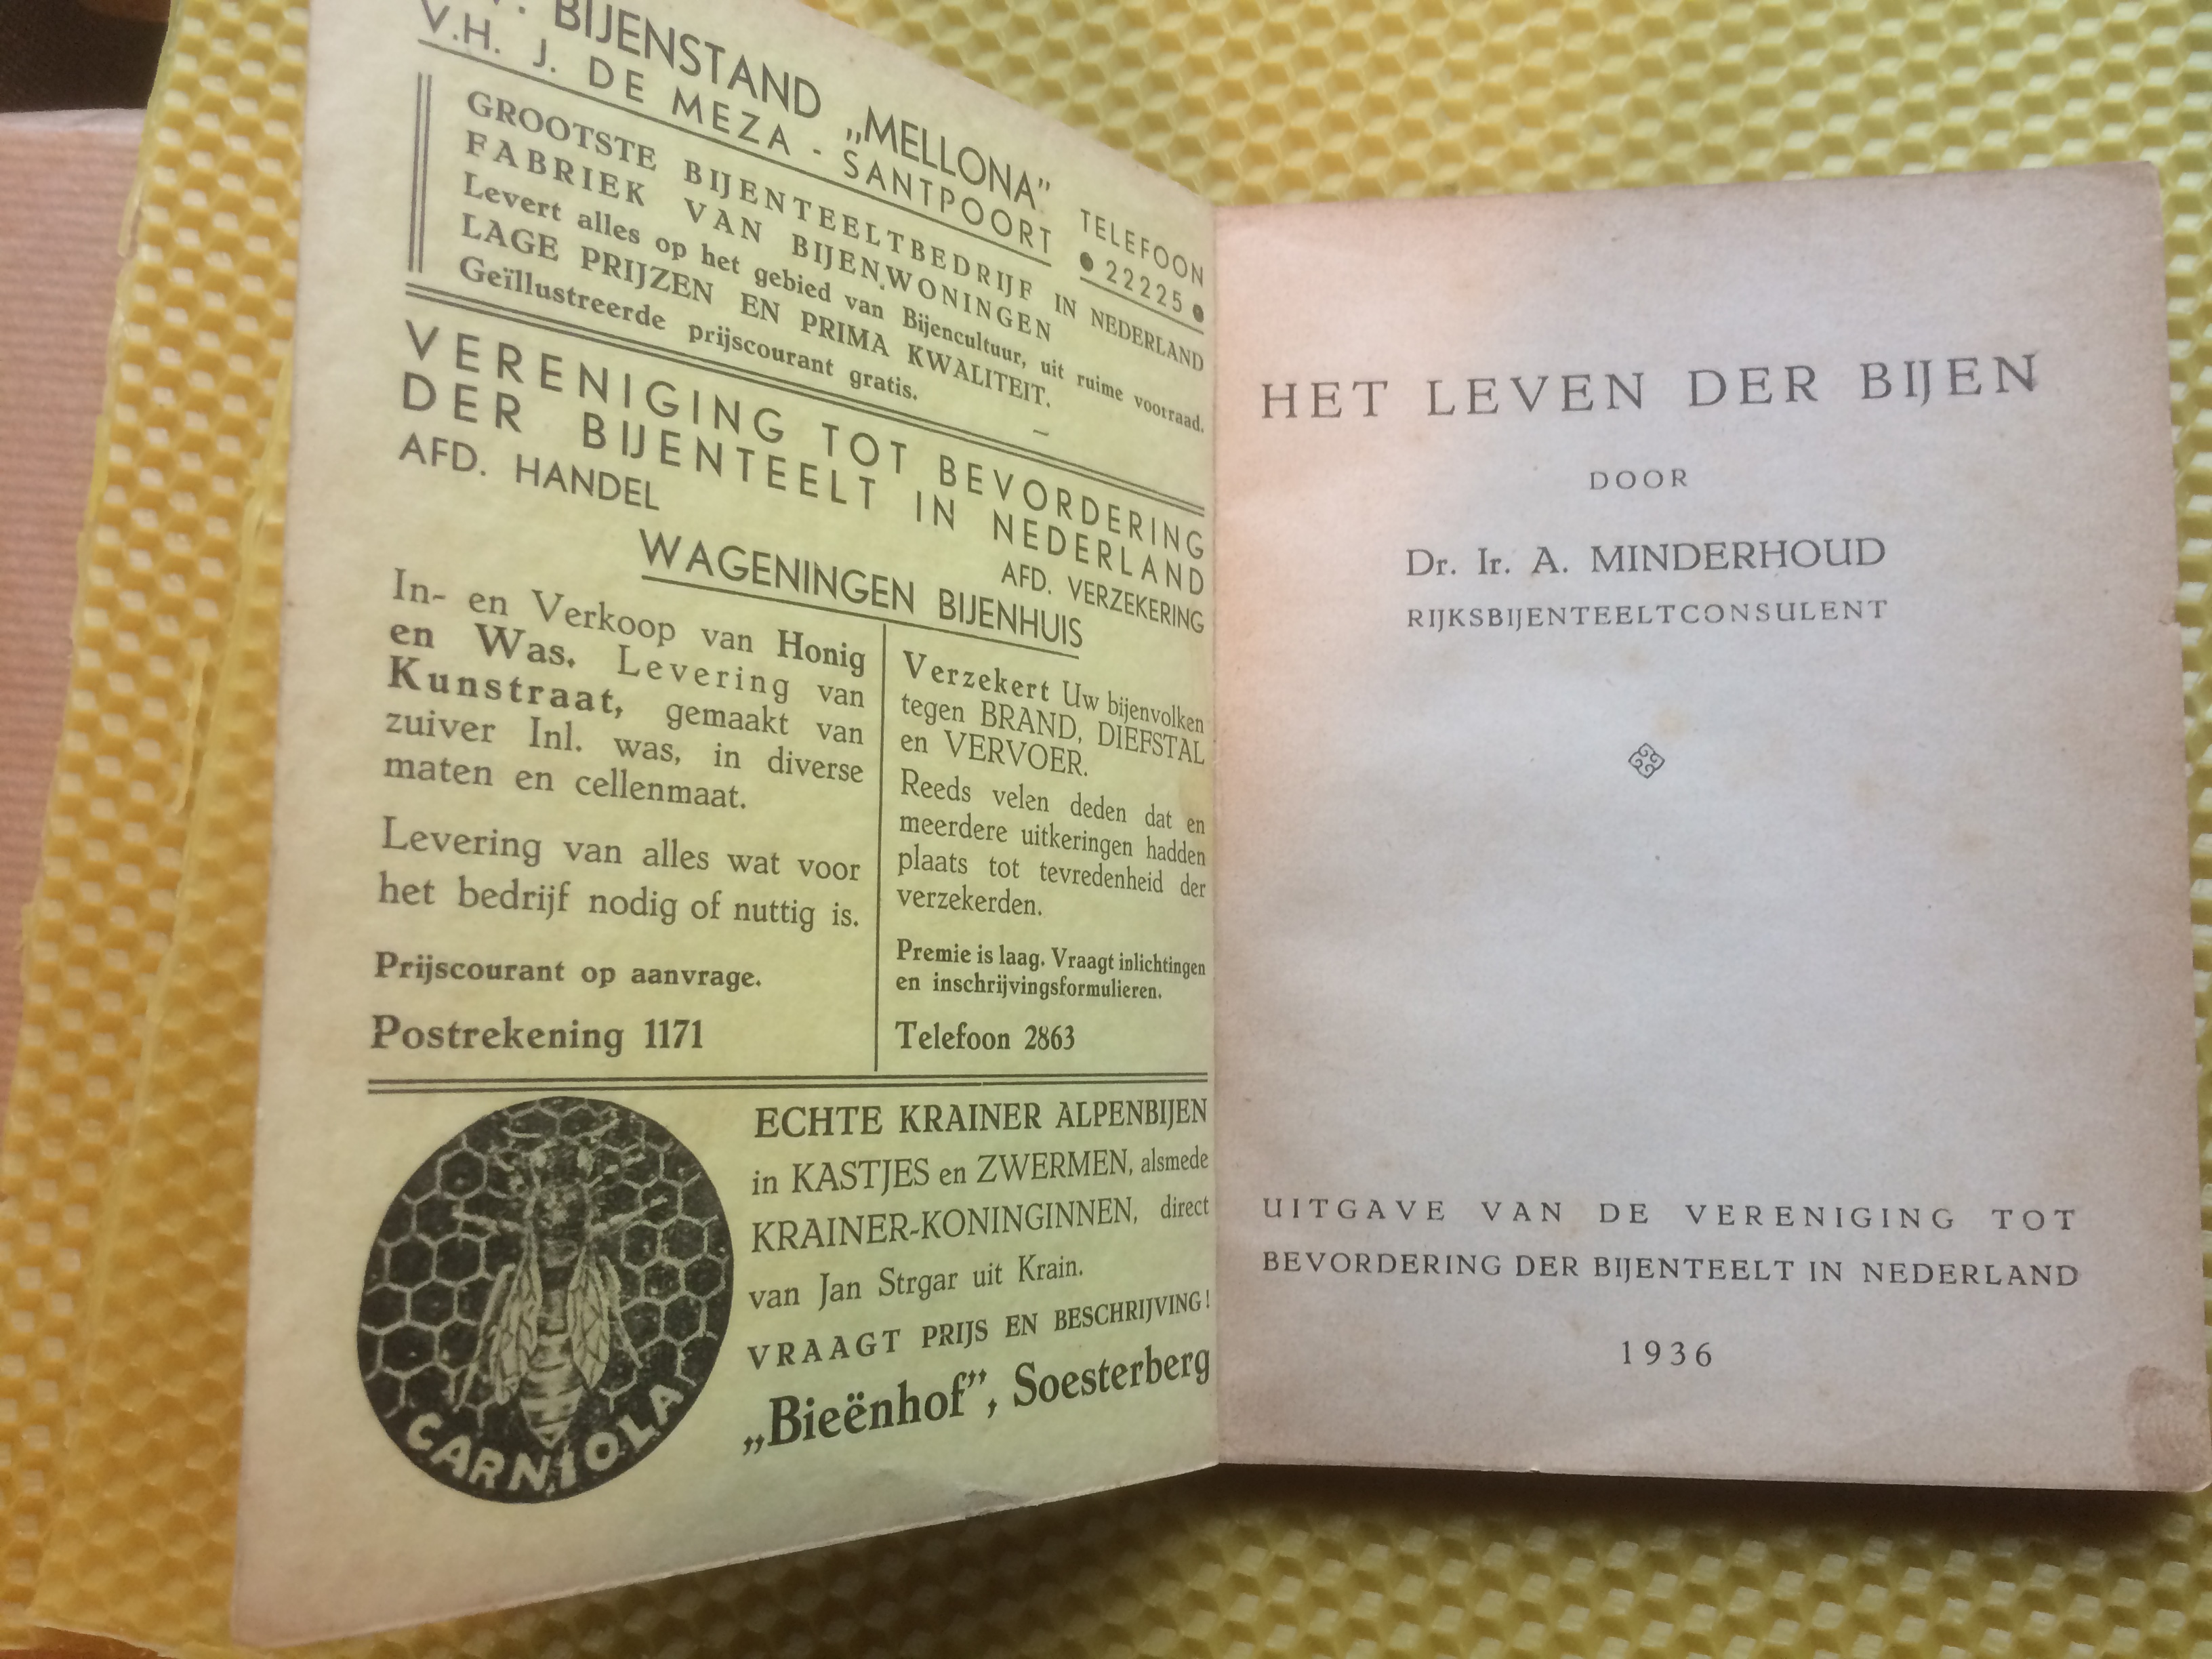 BIJENSTAND „MELLONA”
V.H. J. DE MEZA - SANTPOORT
TELEFOON
● 22225 ●
GROOTSTE BIJENTEELTBEDRIJF IN NEDERLAND
FABRIEK VAN BIJENWONINGEN
Levert alles op het gebied van Bijencultuur, uit ruime voorraad.
LAGE PRIJZEN EN PRIMA KWALITEIT.
Geïllustreerde prijscourant gratis. –
VERENIGING TOT BEVORDERING
DER BIJENTEELT IN NEDERLAND
AFD. HANDEL
AFD. VERZEKERING
WAGENINGEN BIJENHUIS
In- en Verkoop van Honig
en Was. Levering van
Kunstraat, gemaakt van
zuiver Inl. was, in diverse
maten en cellenmaat.
Levering van alles wat voor
het bedrijf nodig of nuttig is.
Prijscourant op aanvrage.
Postrekening 1171
Verzekert Uw bijenvolken
tegen BRAND, DIEFSTAL
en VERVOER.
Reeds velen deden dat en
meerdere uitkeringen hadden
plaats tot tevredenheid der
verzekerden.
Premie is laag. Vraagt inlichtingen
en inschrijvingsformulieren.
Telefoon 2863
CARNIOLA
ECHTE KRAINER ALPENBIJEN
in KASTJES en ZWERMEN, alsmede
KRAINER-KONINGINNEN, direct
van Jan Strgar uit Krain.
VRAAGT PRIJS EN BESCHRIJVING!
„Bieënhof”, Soesterberg
HET LEVEN DER BIJEN
DOOR
Dr. Ir. A. MINDERHOUD
RIJKSBIJENTEELTCONSULENT
UITGAVE VAN DE VERENIGING TOT
BEVORDERING DER BIJENTEELT IN NEDERLAND
1936